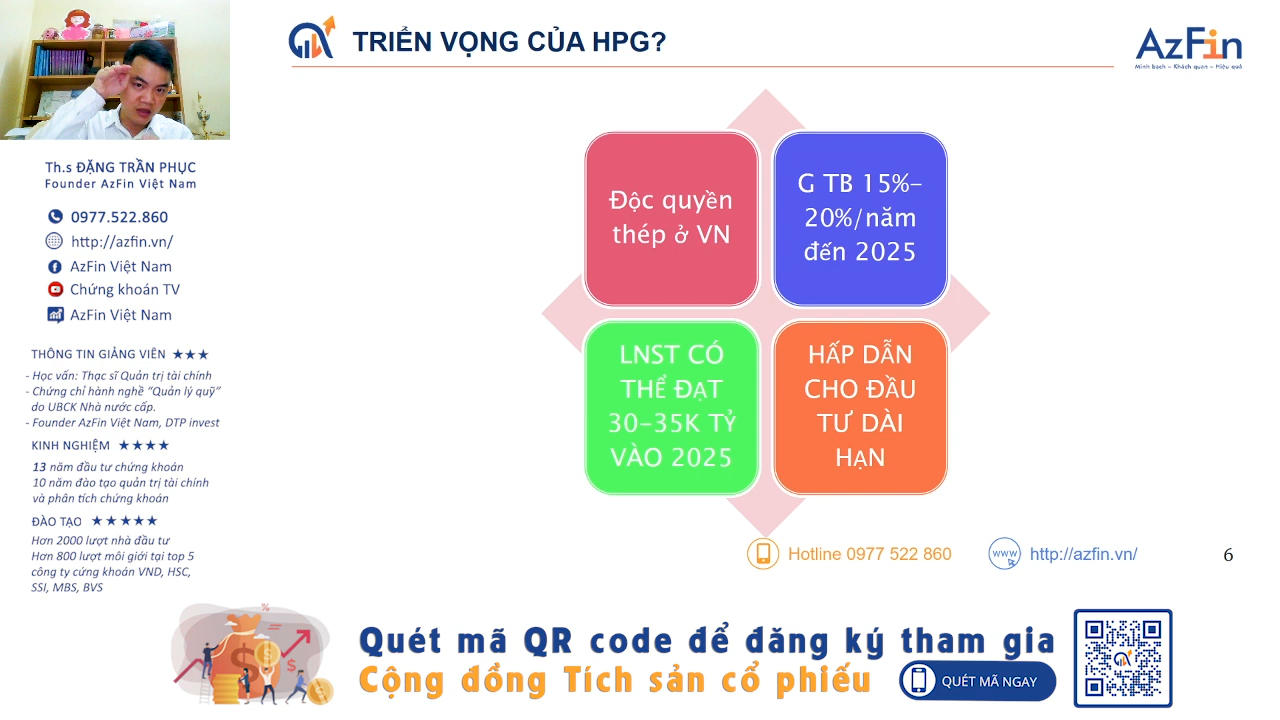 TRIỂN VỌNG CỦA HPG?
AzFin
Minh bạch - Khách quan - Hiệu quả
Th.s ĐẶNG TRẦN PHỤC
Founder AzFin Việt Nam
0977.522.860
http://azfin.vn/
AzFin Việt Nam
Chứng khoán TV
AzFin Việt Nam
THÔNG TIN GIẢNG VIÊN ★★★
- Học vấn: Thạc sĩ Quản trị tài chính
- Chứng chỉ hành nghề "Quản lý quỹ"
do UBCK Nhà nước cấp.
- Founder AzFin Việt Nam, DTP invest
KINH NGHIỆM ★★★★
13 năm đầu tư chứng khoán
10 năm đào tạo quản trị tài chính
và phân tích chứng khoán
ĐÀO TẠO ★★★★★
Hơn 2000 lượt nhà đầu tư
Hơn 800 lượt môi giới tại top 5
công ty cứng khoán VND, HSC,
SSI, MBS, BVS
Độc quyền
thép ở VN
G TB 15%-
20%/năm
đến 2025
LNST CÓ
THỂ ĐẠT
30-35K TỶ
VÀO 2025
HẤP DẪN
CHO ĐẦU
TƯ DÀI
HẠN
Hotline 0977 522 860
www
http://azfin.vn/
6
Quét mã QR code để đăng ký tham gia
Cộng đồng Tích sản cổ phiếu
QUÉT MÃ NGAY